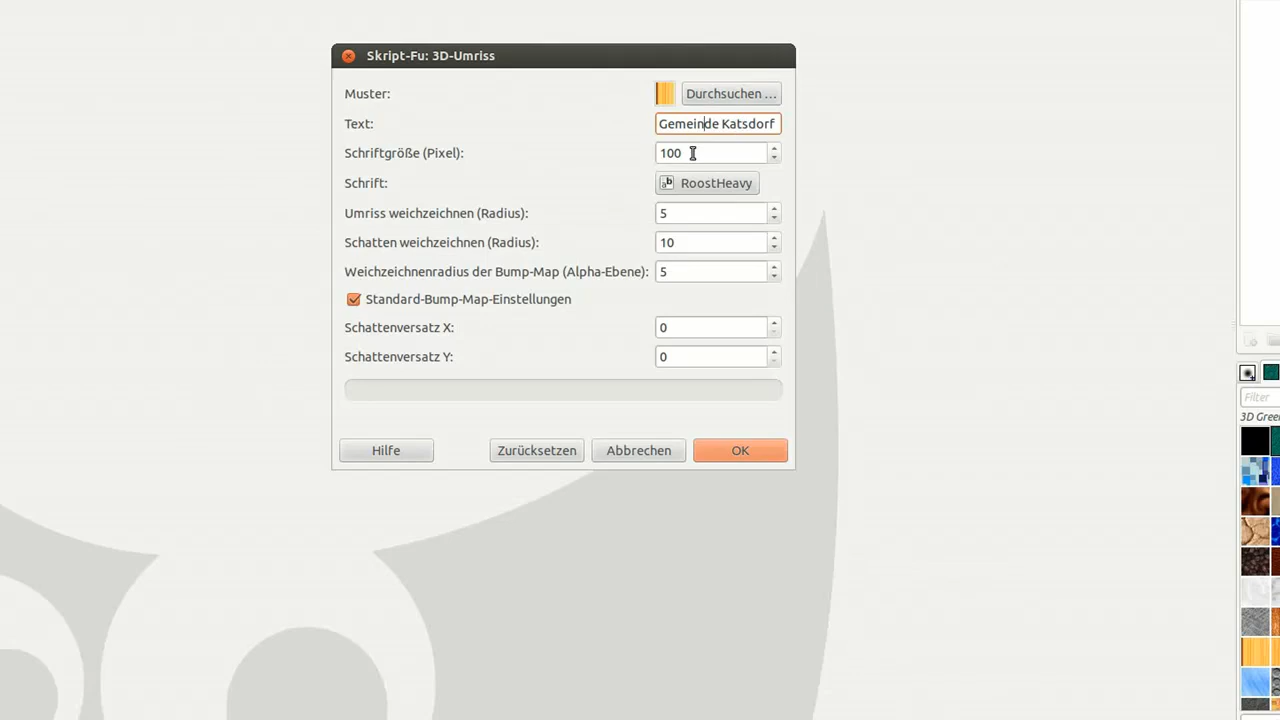 Skript-Fu: 3D-Umriss
Muster: Durchsuchen ...
Text: Gemeinde Katsdorf
Schriftgröße (Pixel): 100
Schrift: RoostHeavy
Umriss weichzeichnen (Radius): 5
Schatten weichzeichnen (Radius): 10
Weichzeichnenradius der Bump-Map (Alpha-Ebene): 5
Standard-Bump-Map-Einstellungen
Schattenversatz X: 0
Schattenversatz Y: 0
Hilfe Zurücksetzen Abbrechen OK
Filter
3D Gree